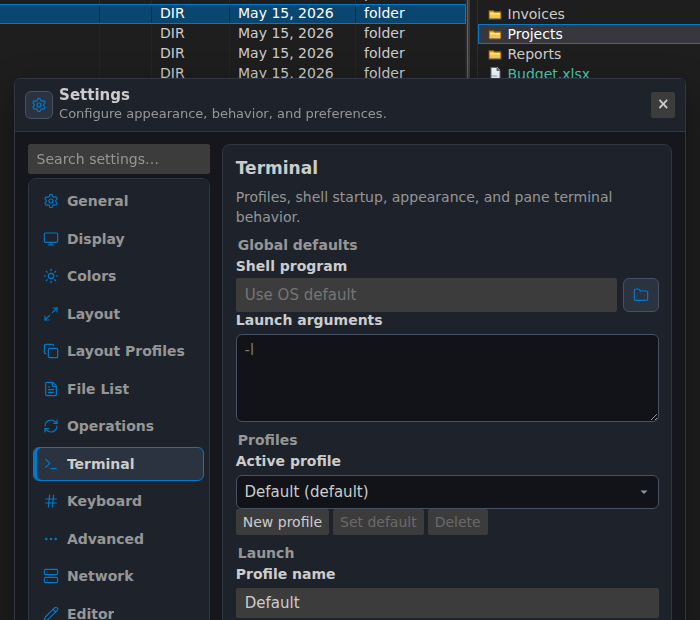 DIR May 15, 2026 folder
DIR May 15, 2026 folder
DIR May 15, 2026 folder
DIR May 15, 2026 folder
Invoices
Projects
Reports
Budget.xlsx
Settings
Configure appearance, behavior, and preferences.
×
Search settings...
General
Display
Colors
Layout
Layout Profiles
File List
Operations
Terminal
Keyboard
Advanced
Network
Editor
Terminal
Profiles, shell startup, appearance, and pane terminal
behavior.
Global defaults
Shell program
Use OS default
Launch arguments
-l
Profiles
Active profile
Default (default)
New profile Set default Delete
Launch
Profile name
Default